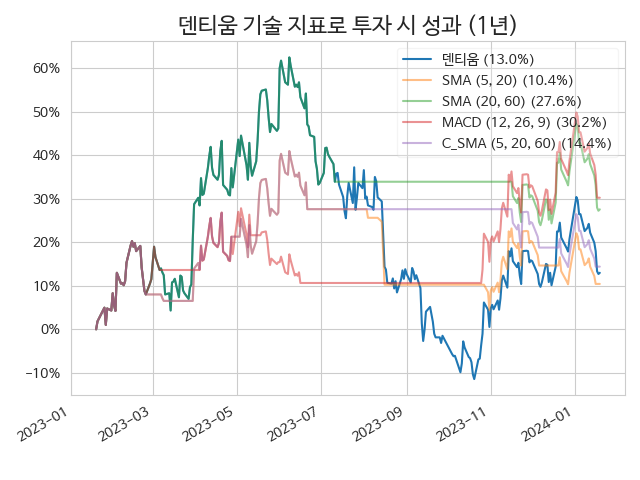 덴티움 기술 지표로 투자 시 성과 (1년)
덴티움 (13.0%)
SMA (5, 20) (10.4%)
SMA (20, 60) (27.6%)
MACD (12, 26, 9) (30.2%)
C_SMA (5, 20, 60) (14.4%)
60%
50%
40%
30%
20%
10%
0%
−10%
2023−01
2023−03
2023−05
2023−07
2023−09
2023−11
2024−01